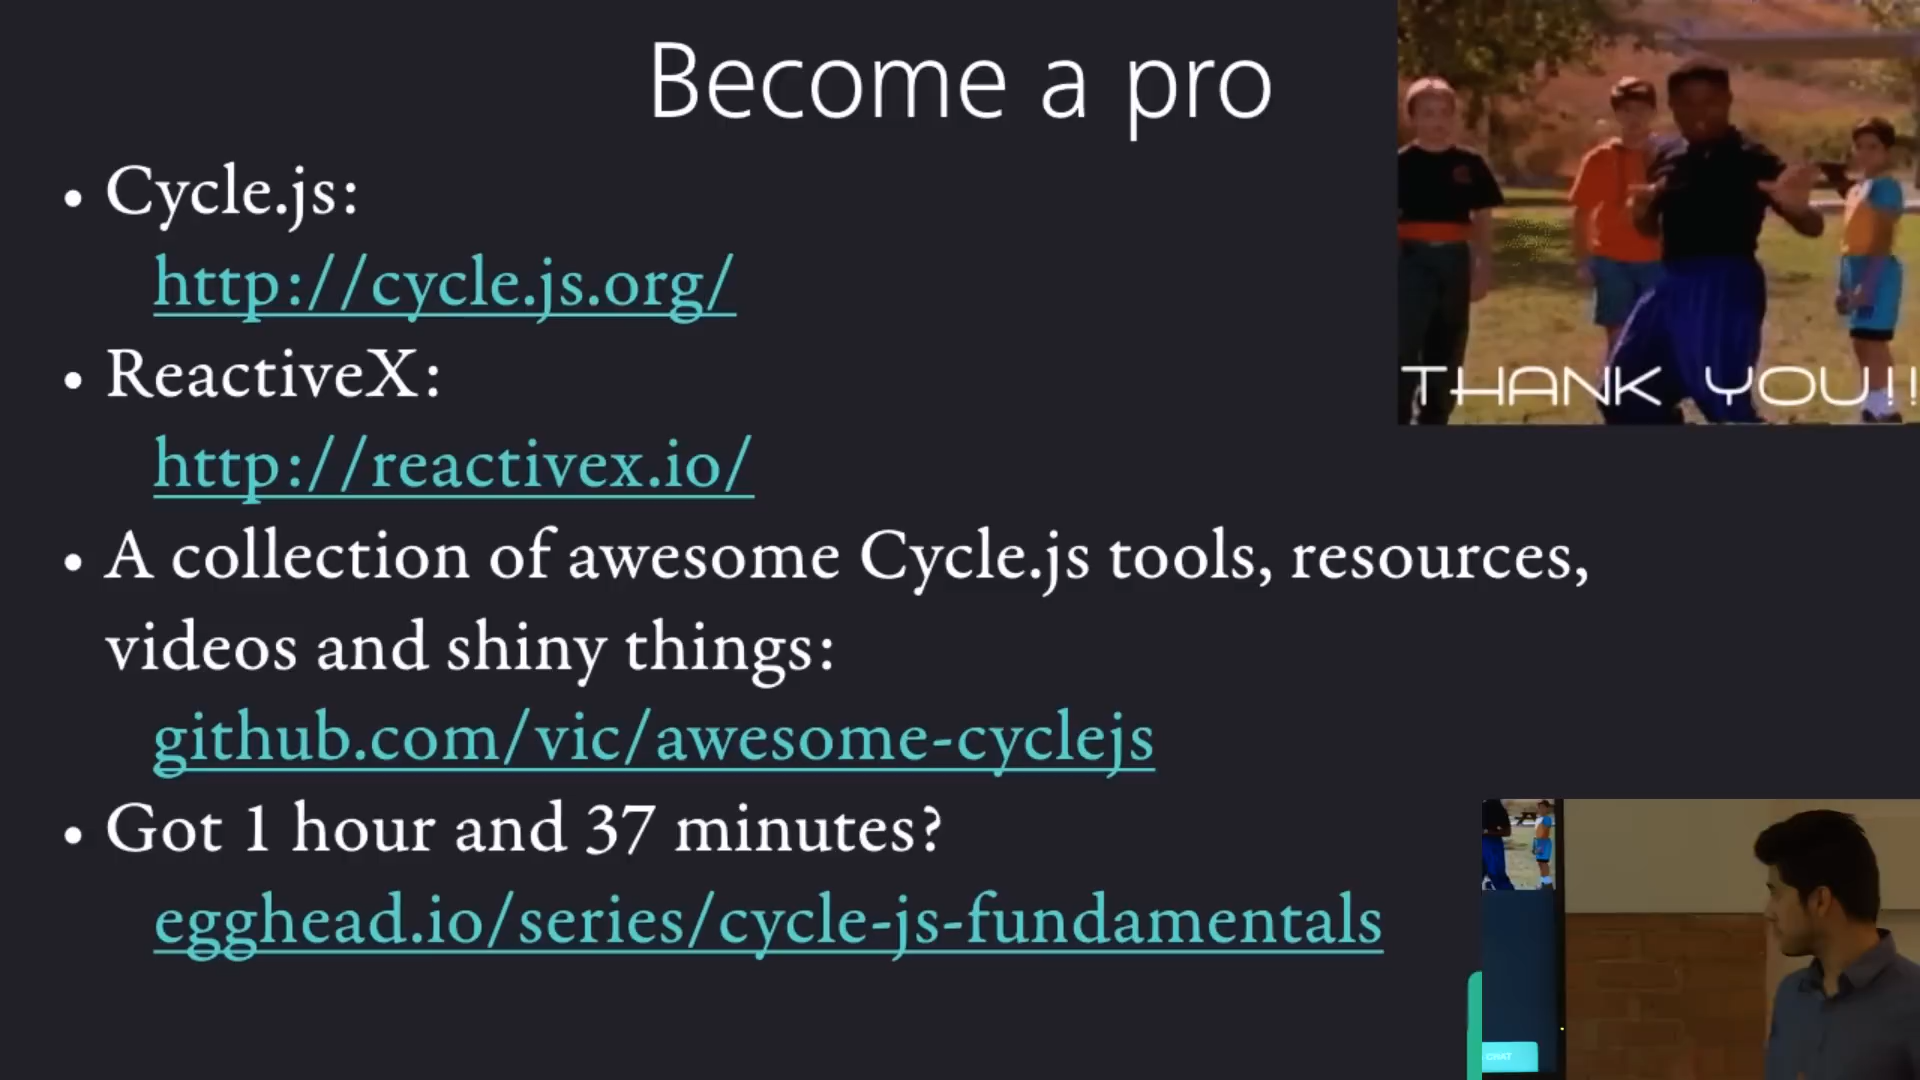 Become a pro
• Cycle.js:
http://cycle.js.org/
• ReactiveX:
http://reactivex.io/
• A collection of awesome Cycle.js tools, resources,
videos and shiny things:
github.com/vic/awesome-cyclejs
• Got 1 hour and 37 minutes?
egghead.io/series/cycle-js-fundamentals
THANK YOU!!
CHAT